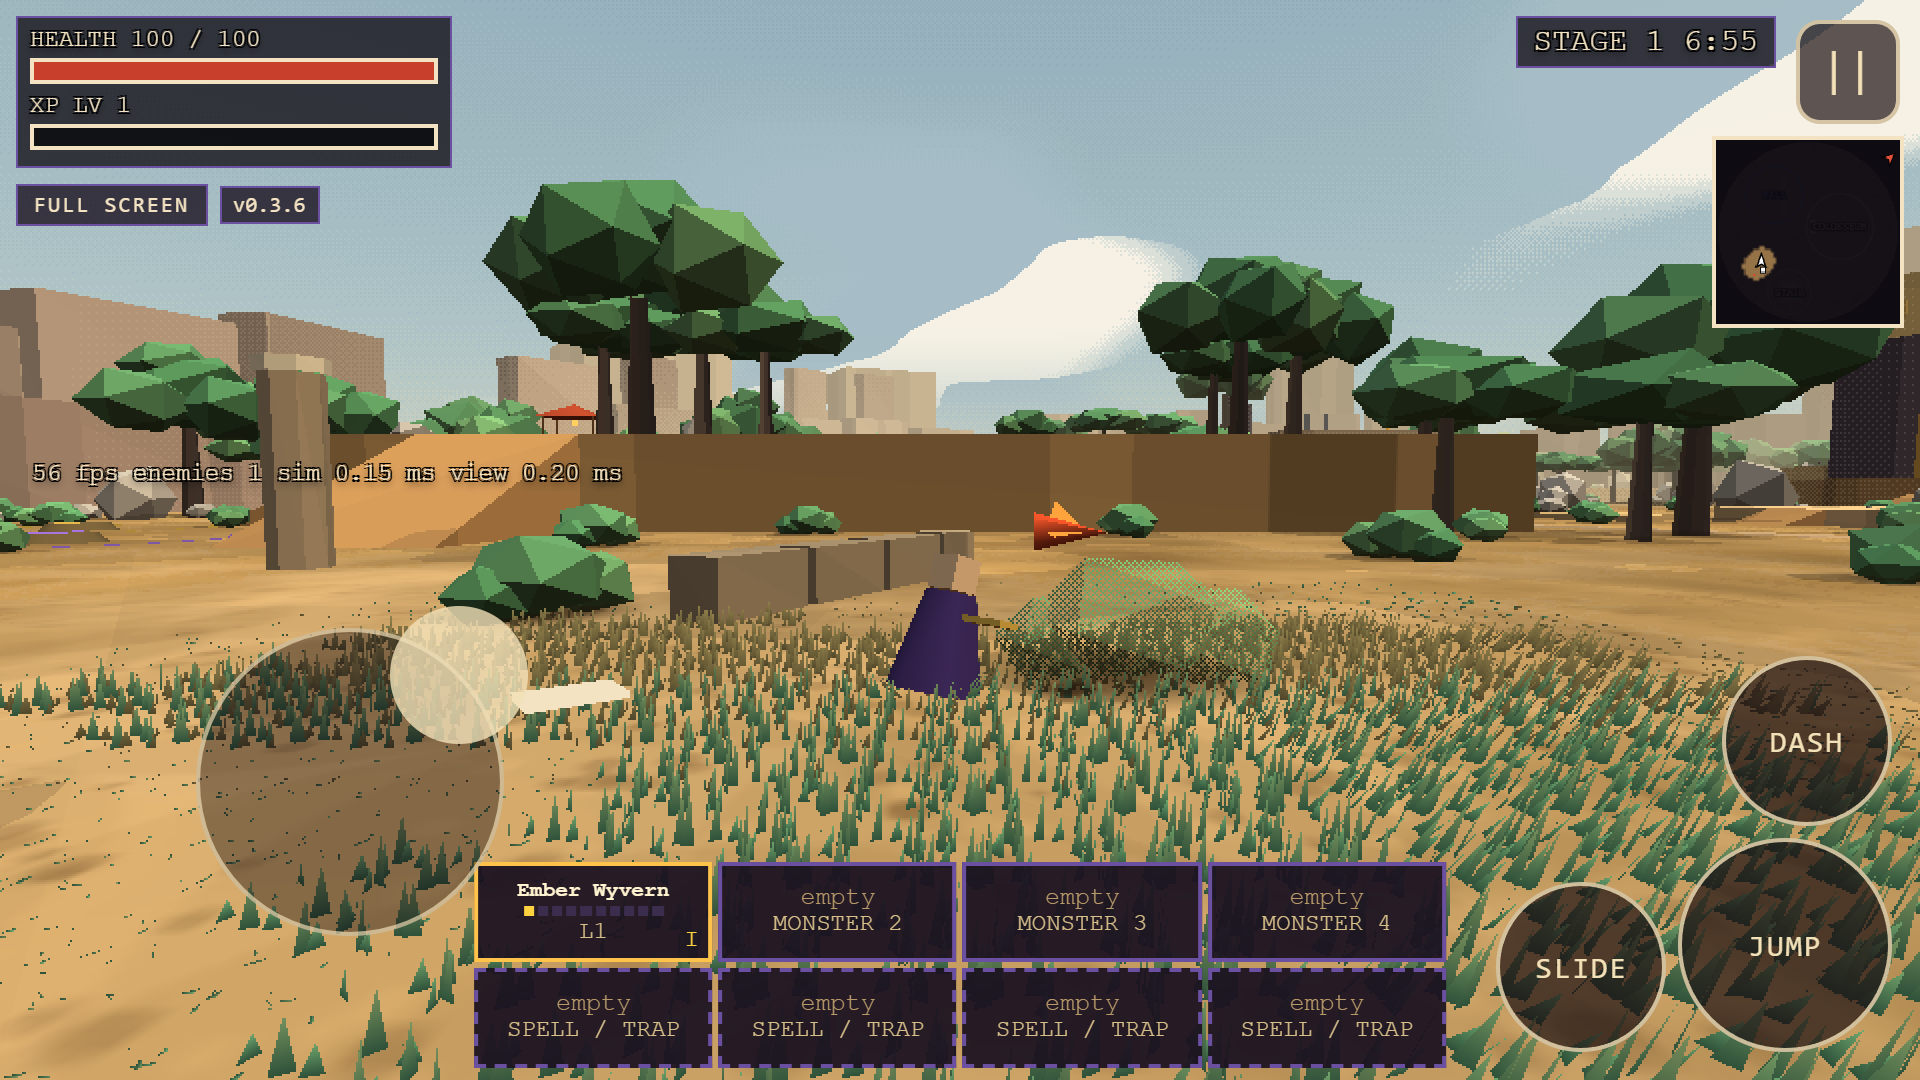 HEALTH 100 / 100
XP LV 1
FULL SCREEN
v0.3.6
STAGE 1 6:55
56 fps enemies 1 sim 0.15 ms view 0.20 ms
DASH
JUMP
SLIDE
Ember Wyvern
L1
I
empty
MONSTER 2
empty
MONSTER 3
empty
MONSTER 4
empty
SPELL / TRAP
empty
SPELL / TRAP
empty
SPELL / TRAP
empty
SPELL / TRAP